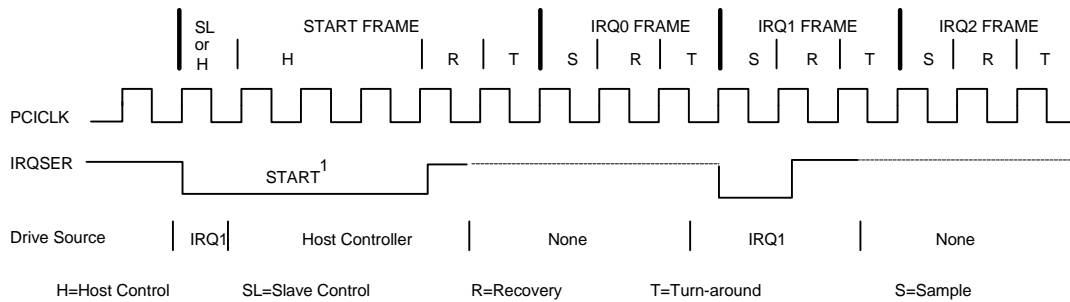 SL
or
H
START FRAME
IRQ0 FRAME
IRQ1 FRAME
IRQ2 FRAME
H
R
T
S
R
T
S
R
T
S
R
T
PCICLK
IRQSER
START1
Drive Source
IRQ1
Host Controller
None
IRQ1
None
H=Host Control
SL=Slave Control
R=Recovery
T=Turn-around
S=Sample